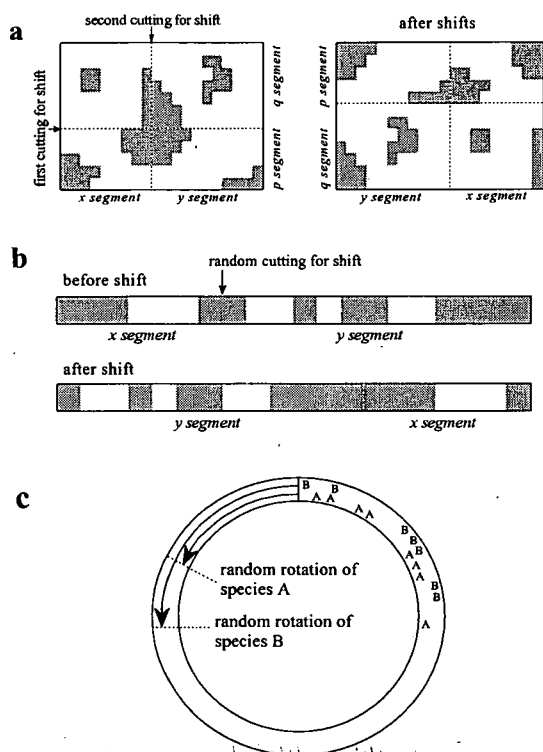 a
second cutting for shift
after shifts
first cutting for shift
q segment
p segment
x segment
y segment
p segment
q segment
y segment
x segment
b
random cutting for shift
before shift
x segment
y segment
after shift
y segment
x segment
c
B
A
A
B
A
A
B
B
B
A
A
A
B
B
A
random rotation of
species A
random rotation of
species B